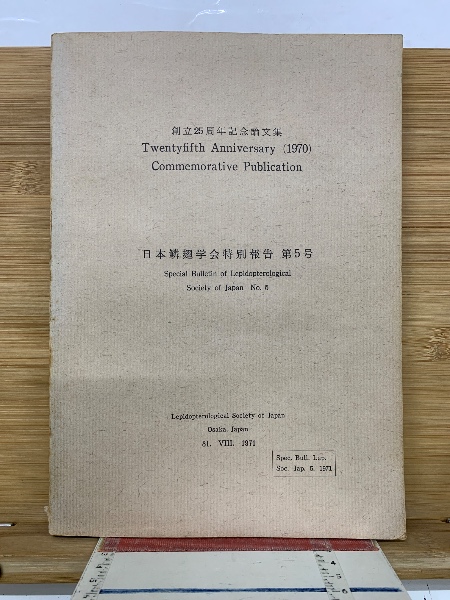 創立25周年記念論文集
Twentyfifth Anniversary (1970)
Commemorative Publication
日本鱗翅学会特別報告 第5号
Special Bulletin of Lepidopterological
Society of Japan No. 5
Lepidopterilogical Society of Japan
Osaka, Japan
31. VIII. 1971
Spec. Bull. Lep.
Soc. Jap. 5. 1971